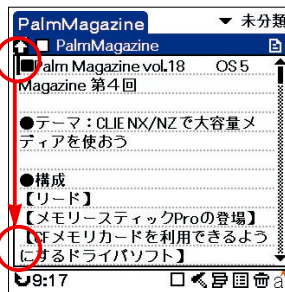 PalmMagazine ▼ 未分類
PalmMagazine
■Palm Magazine vol.18 OS5
Magazine 第4回
●テーマ：CLIE NX/NZで大容量メ
ディアを使おう
●構成
【リード】
【メモリースティックProの登場】
【CFメモリカードを利用できるよう
にするドライバソフト】
9:17